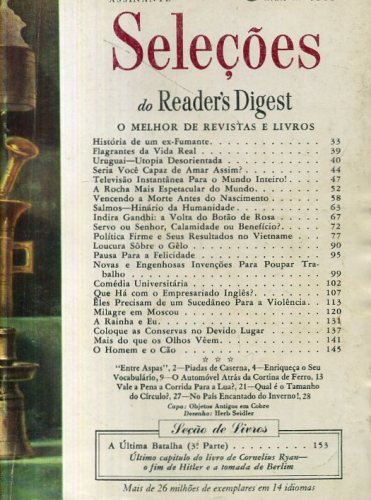 ASSINANTE
Seleções
do Reader's Digest
O MELHOR DE REVISTAS E LIVROS
História de um ex-Fumante. 33
Flagrantes da Vida Real . . 39
Uruguai—Utopia Desorientada . 40
Seria Você Capaz de Amar Assim? . 44
Televisão Instantânea Para o Mundo Inteiro! . 47
A Rocha Mais Espetacular do Mundo. . 52
Vencendo a Morte Antes do Nascimento . 58
Salmos—Hinário da Humanidade . 63
Indira Gandhi: a Volta do Botão de Rosa . 67
Servo ou Senhor, Calamidade ou Benefício?. . 72
Política Firme e Seus Resultados no Vietname . 77
Loucura Sôbre o Gêlo . 90
Pausa Para a Felicidade . 95
Novas e Engenhosas Invenções Para Poupar Tra-
balho . 99
Comédia Universitária . 102
Que Há com o Empresariado Inglês?. . 107
Êles Precisam de um Sucedâneo Para a Violência. . 113
Milagre em Moscou . 120
A Rainha e Eu. . 131
Coloque as Conservas no Devido Lugar . 137
Mais do que os Olhos Vêem. . 141
O Homem e o Cão . 145
☆ ☆ ☆
"Entre Aspas", 2—Piadas de Caserna, 4—Enriqueça o Seu
Vocabulário, 9—O Automóvel Atrás da Cortina de Ferro, 13
Vale a Pena a Corrida Para a Lua?, 21—Qual é o Tamanho
do Círculo?, 27—No País Encantado do Inverno!, 28
Capa: Objetos Antigos em Cobre
Desenho: Herb Seidler
Seção de Livros
A Última Batalha (3ª Parte) . . 153
Último capítulo do livro de Cornelius Ryan—
o fim de Hitler e a tomada de Berlim
Mais de 26 milhões de exemplares em 14 idiomas